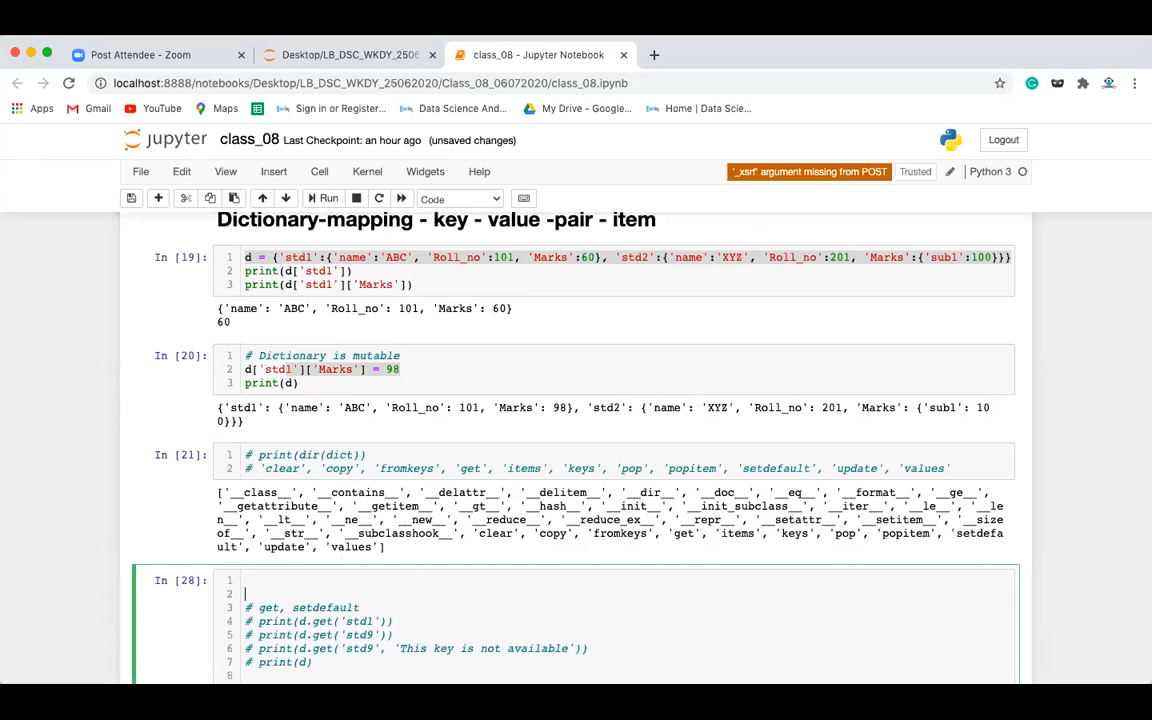 Post Attendee - Zoom
Desktop/LB_DSC_WKDY_2506
class_08 - Jupyter Notebook
localhost:8888/notebooks/Desktop/LB_DSC_WKDY_25062020/Class_08_06072020/class_08.ipynb
Apps Gmail YouTube Maps Sign in or Register... Data Science And... My Drive - Google... Home | Data Scie...
jupyter class_08 Last Checkpoint: an hour ago (unsaved changes) Logout
File Edit View Insert Cell Kernel Widgets Help '_xsrf' argument missing from POST Trusted Python 3
Run Code
Dictionary-mapping - key - value -pair - item
In [19]: 1 d = {'std1':{'name':'ABC', 'Roll_no':101, 'Marks':60}, 'std2':{'name':'XYZ', 'Roll_no':201, 'Marks':{'sub1':100}}}
2 print(d['std1'])
3 print(d['std1']['Marks'])
{'name': 'ABC', 'Roll_no': 101, 'Marks': 60}
60
In [20]: 1 # Dictionary is mutable
2 d['std1']['Marks'] = 98
3 print(d)
{'std1': {'name': 'ABC', 'Roll_no': 101, 'Marks': 98}, 'std2': {'name': 'XYZ', 'Roll_no': 201, 'Marks': {'sub1': 10
0}}}
In [21]: 1 # print(dir(dict))
2 # 'clear', 'copy', 'fromkeys', 'get', 'items', 'keys', 'pop', 'popitem', 'setdefault', 'update', 'values'
['__class__', '__contains__', '__delattr__', '__delitem__', '__dir__', '__doc__', '__eq__', '__format__', '__ge__',
'__getattribute__', '__getitem__', '__gt__', '__hash__', '__init__', '__init_subclass__', '__iter__', '__le__', '__le
n__', '__lt__', '__ne__', '__new__', '__reduce__', '__reduce_ex__', '__repr__', '__setattr__', '__setitem__', '__size
of__', '__str__', '__subclasshook__', 'clear', 'copy', 'fromkeys', 'get', 'items', 'keys', 'pop', 'popitem', 'setdefa
ult', 'update', 'values']
In [28]: 1
2
3 # get, setdefault
4 # print(d.get('std1'))
5 # print(d.get('std9'))
6 # print(d.get('std9', 'This key is not available'))
7 # print(d)
8